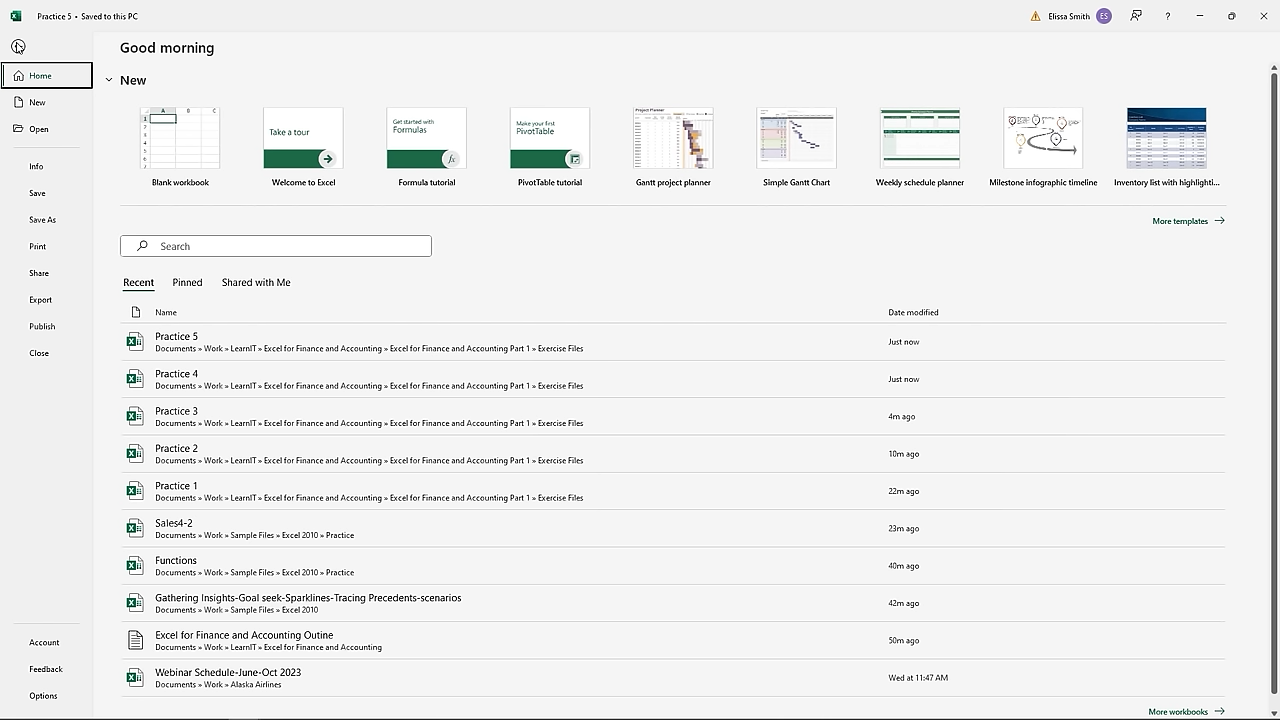 Practice 5 • Saved to this PC
Elissa Smith ES ?
Good morning
Home
New
Open
Info
Save
Save As
Print
Share
Export
Publish
Close
Account
Feedback
Options
New
A B C
1
2
3
4
5
6
Take a tour
Get started with
Formulas
fx
Make your first
PivotTable
Project Planner
Blank workbook
Welcome to Excel
Formula tutorial
PivotTable tutorial
Gantt project planner
Simple Gantt Chart
Weekly schedule planner
Milestone infographic timeline
Inventory list with highlighti...
More templates
Search
Recent Pinned Shared with Me
Name Date modified
Practice 5
Documents » Work » LearnIT » Excel for Finance and Accounting » Excel for Finance and Accounting Part 1 » Exercise Files
Just now
Practice 4
Documents » Work » LearnIT » Excel for Finance and Accounting » Excel for Finance and Accounting Part 1 » Exercise Files
Just now
Practice 3
Documents » Work » LearnIT » Excel for Finance and Accounting » Excel for Finance and Accounting Part 1 » Exercise Files
4m ago
Practice 2
Documents » Work » LearnIT » Excel for Finance and Accounting » Excel for Finance and Accounting Part 1 » Exercise Files
10m ago
Practice 1
Documents » Work » LearnIT » Excel for Finance and Accounting » Excel for Finance and Accounting Part 1 » Exercise Files
22m ago
Sales4-2
Documents » Work » Sample Files » Excel 2010 » Practice
23m ago
Functions
Documents » Work » Sample Files » Excel 2010 » Practice
40m ago
Gathering Insights-Goal seek-Sparklines-Tracing Precedents-scenarios
Documents » Work » Sample Files » Excel 2010
42m ago
Excel for Finance and Accounting Outine
Documents » Work » LearnIT » Excel for Finance and Accounting
50m ago
Webinar Schedule-June-Oct 2023
Documents » Work » Alaska Airlines
Wed at 11:47 AM
More workbooks